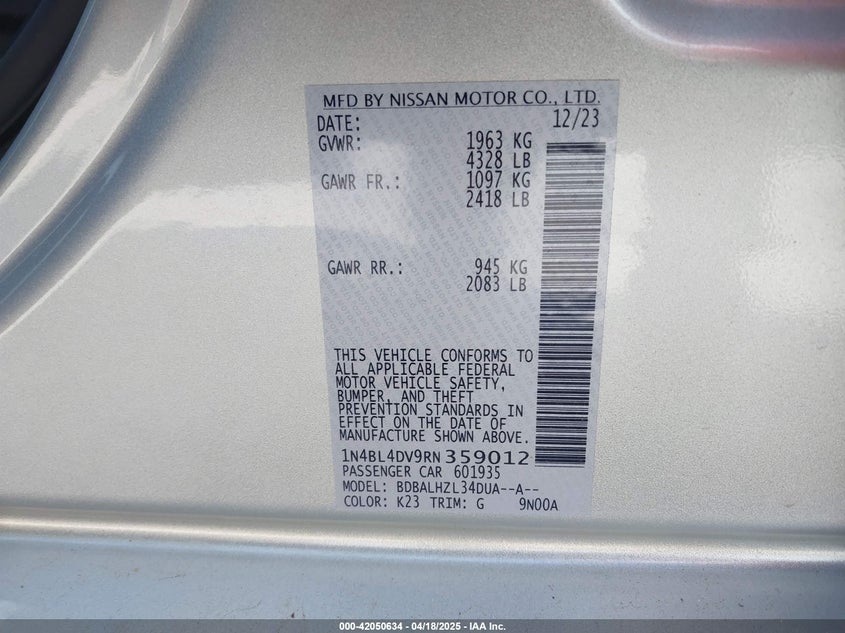 MFD BY NISSAN MOTOR CO., LTD.
DATE: 12/23
GVWR: 1963 KG
4328 LB
GAWR FR.: 1097 KG
2418 LB
GAWR RR.: 945 KG
2083 LB
THIS VEHICLE CONFORMS TO
ALL APPLICABLE FEDERAL
MOTOR VEHICLE SAFETY,
BUMPER, AND THEFT
PREVENTION STANDARDS IN
EFFECT ON THE DATE OF
MANUFACTURE SHOWN ABOVE.
1N4BL4DV9RN 359012
PASSENGER CAR 601935
MODEL: BDBALHZL34DUA--A--
COLOR: K23 TRIM: G 9N00A
000-42050634 - 04/18/2025 - IAA Inc.